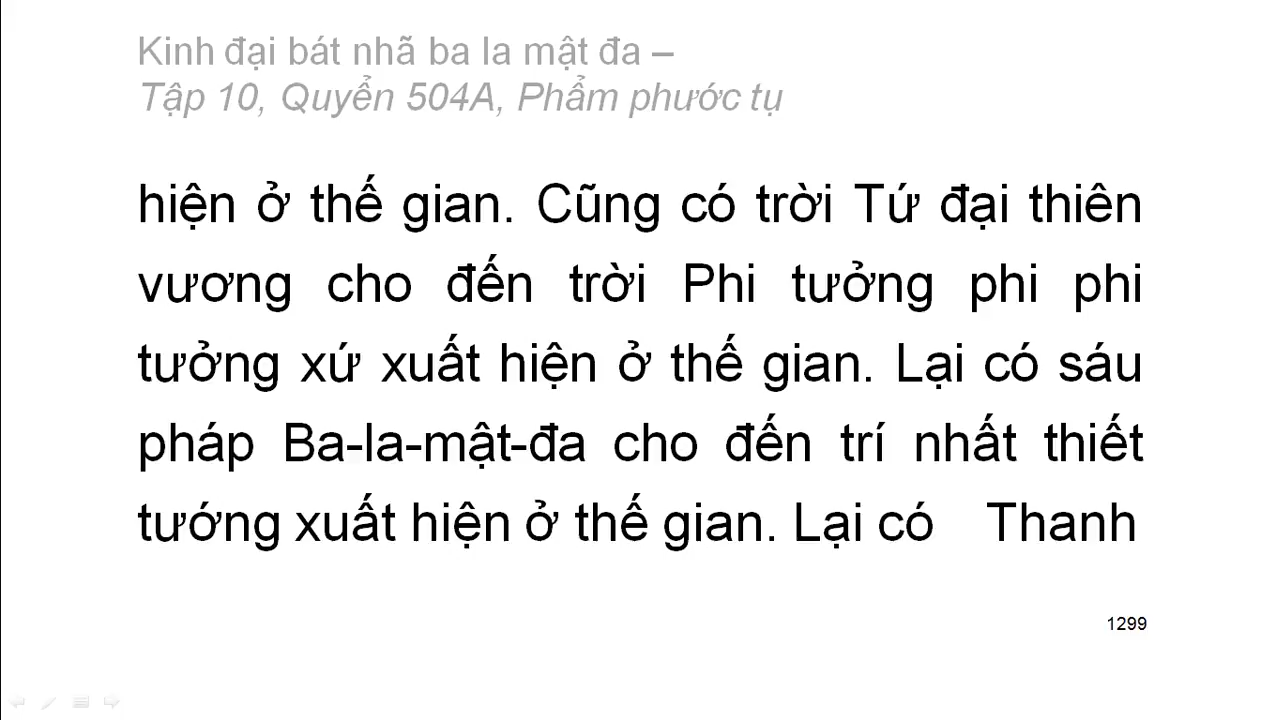 Kinh đại bát nhã ba la mật đa –
Tập 10, Quyển 504A, Phẩm phước tụ
hiện ở thế gian. Cũng có trời Tứ đại thiên
vương cho đến trời Phi tưởng phi phi
tưởng xứ xuất hiện ở thế gian. Lại có sáu
pháp Ba-la-mật-đa cho đến trí nhất thiết
tướng xuất hiện ở thế gian. Lại có Thanh
1299